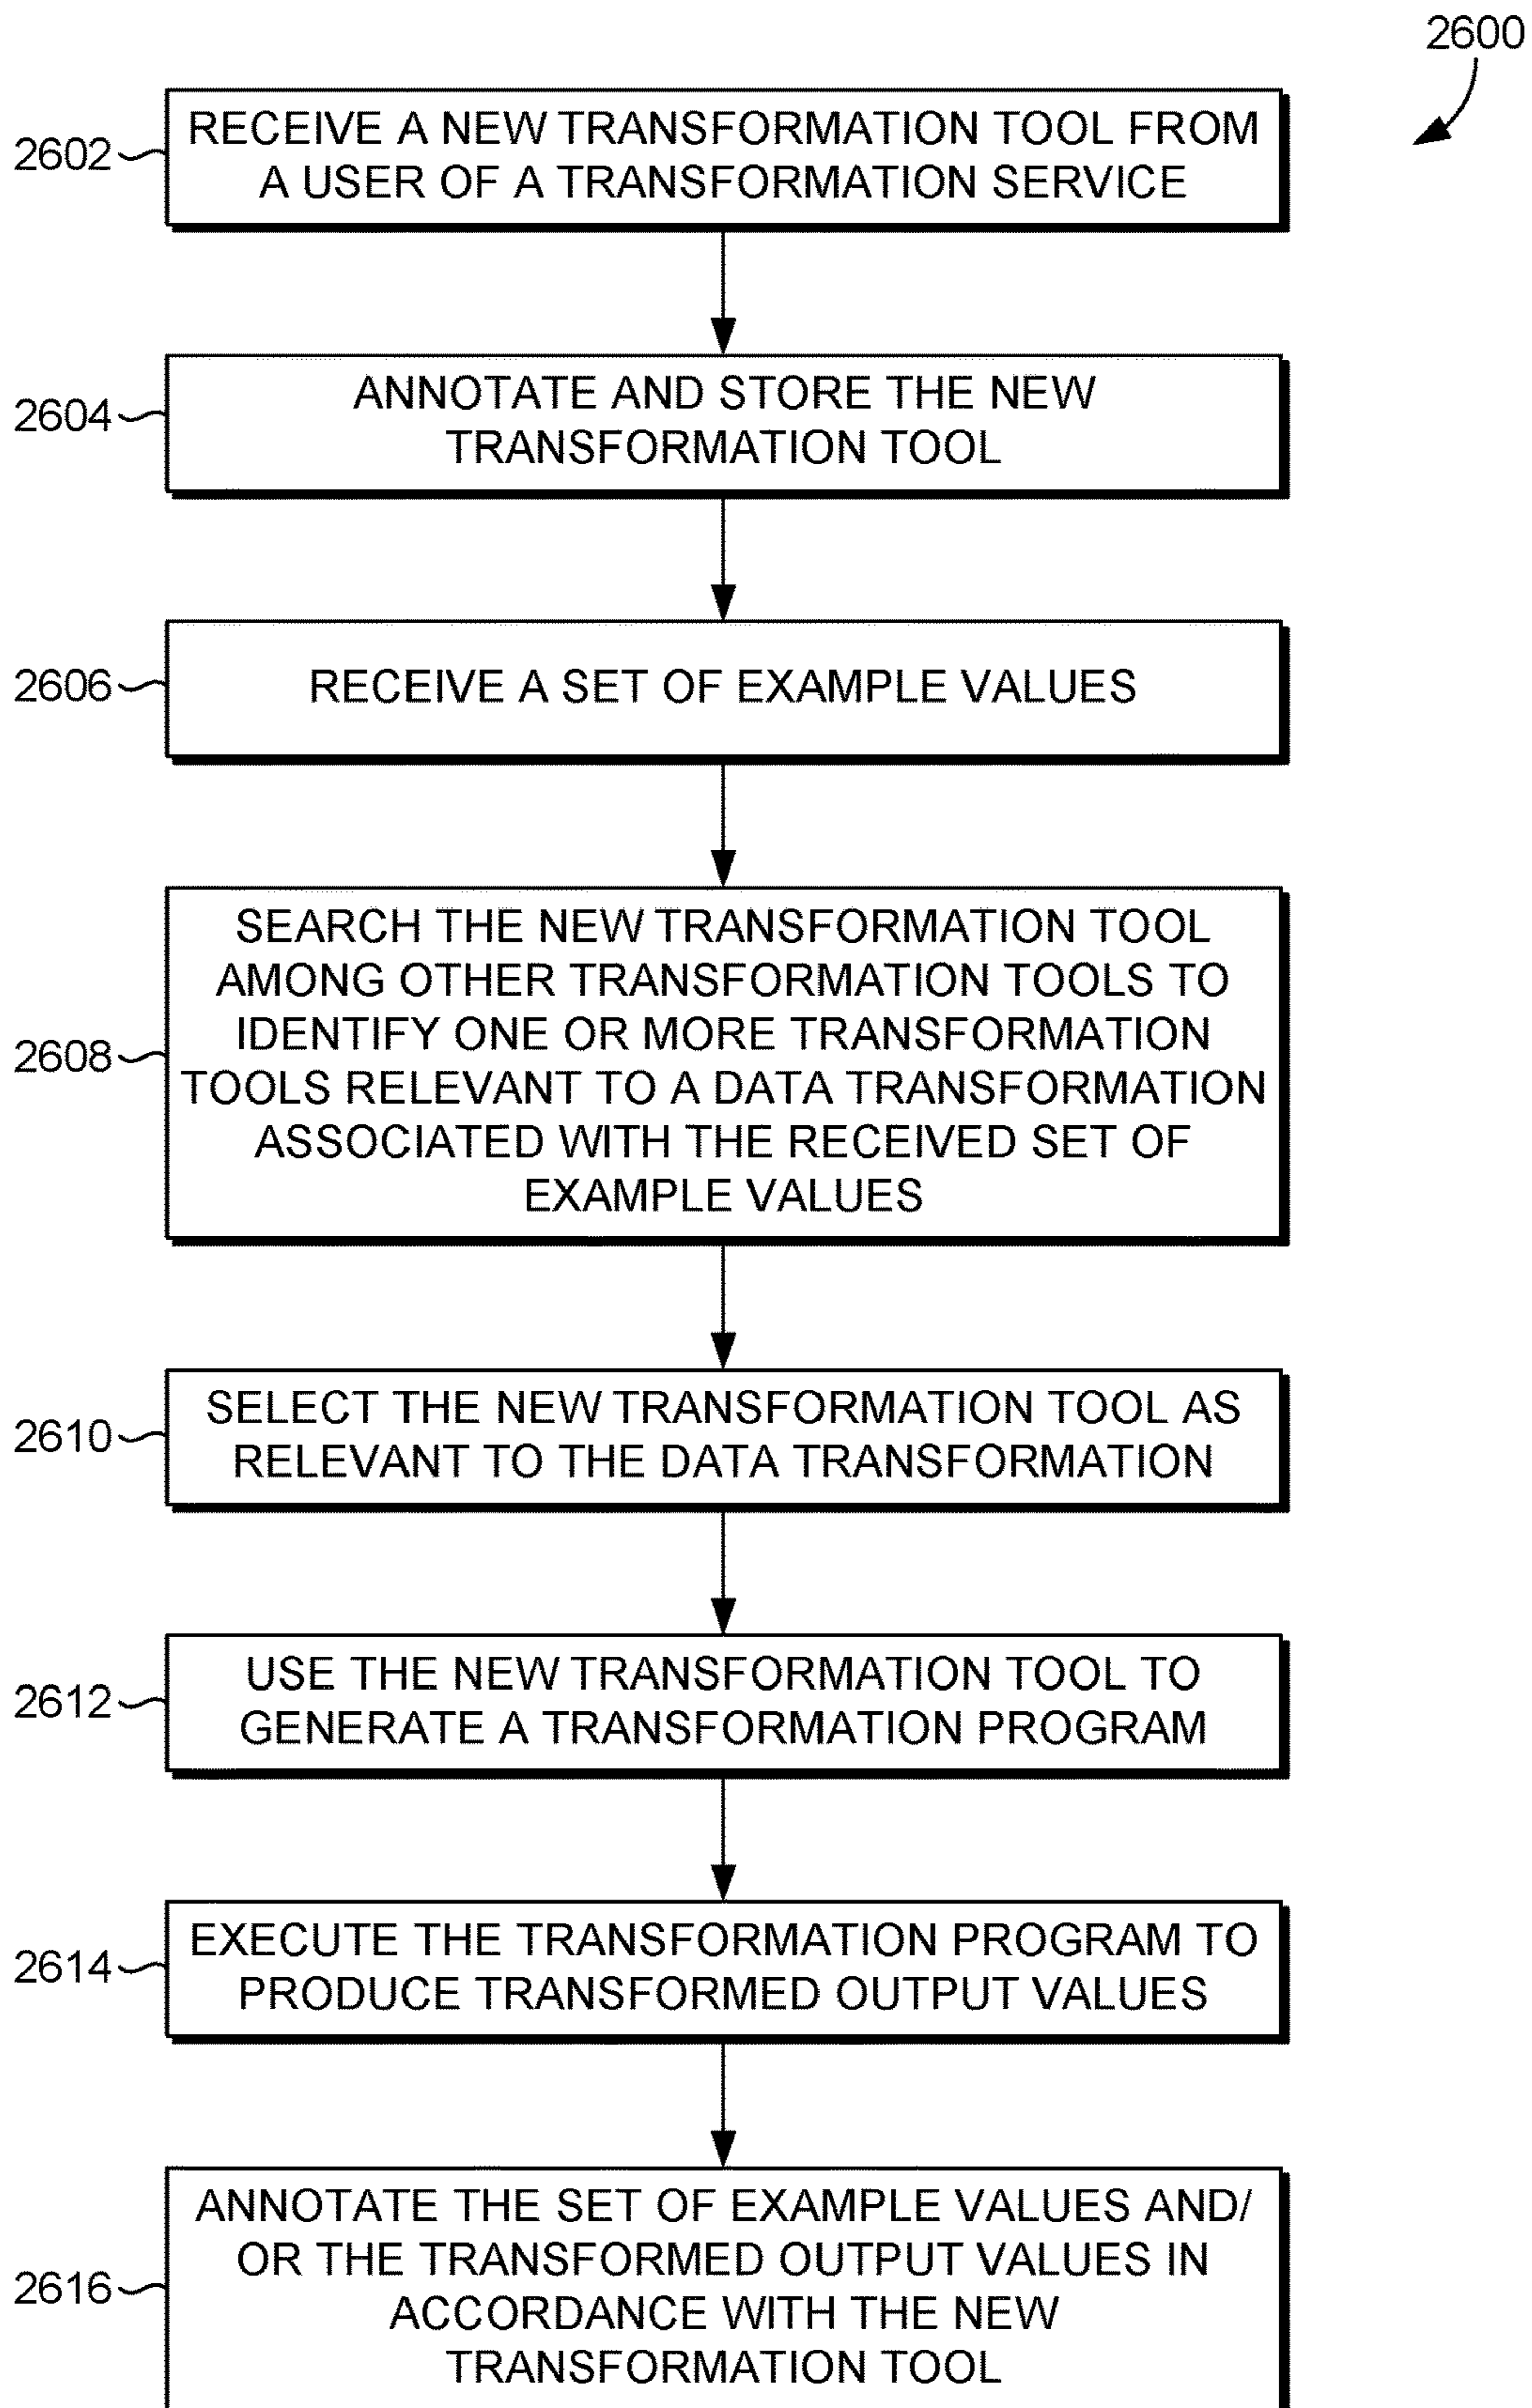 2600
2602
RECEIVE A NEW TRANSFORMATION TOOL FROM
A USER OF A TRANSFORMATION SERVICE
2604
ANNOTATE AND STORE THE NEW
TRANSFORMATION TOOL
2606
RECEIVE A SET OF EXAMPLE VALUES
2608
SEARCH THE NEW TRANSFORMATION TOOL
AMONG OTHER TRANSFORMATION TOOLS TO
IDENTIFY ONE OR MORE TRANSFORMATION
TOOLS RELEVANT TO A DATA TRANSFORMATION
ASSOCIATED WITH THE RECEIVED SET OF
EXAMPLE VALUES
2610
SELECT THE NEW TRANSFORMATION TOOL AS
RELEVANT TO THE DATA TRANSFORMATION
2612
USE THE NEW TRANSFORMATION TOOL TO
GENERATE A TRANSFORMATION PROGRAM
2614
EXECUTE THE TRANSFORMATION PROGRAM TO
PRODUCE TRANSFORMED OUTPUT VALUES
2616
ANNOTATE THE SET OF EXAMPLE VALUES AND/
OR THE TRANSFORMED OUTPUT VALUES IN
ACCORDANCE WITH THE NEW
TRANSFORMATION TOOL